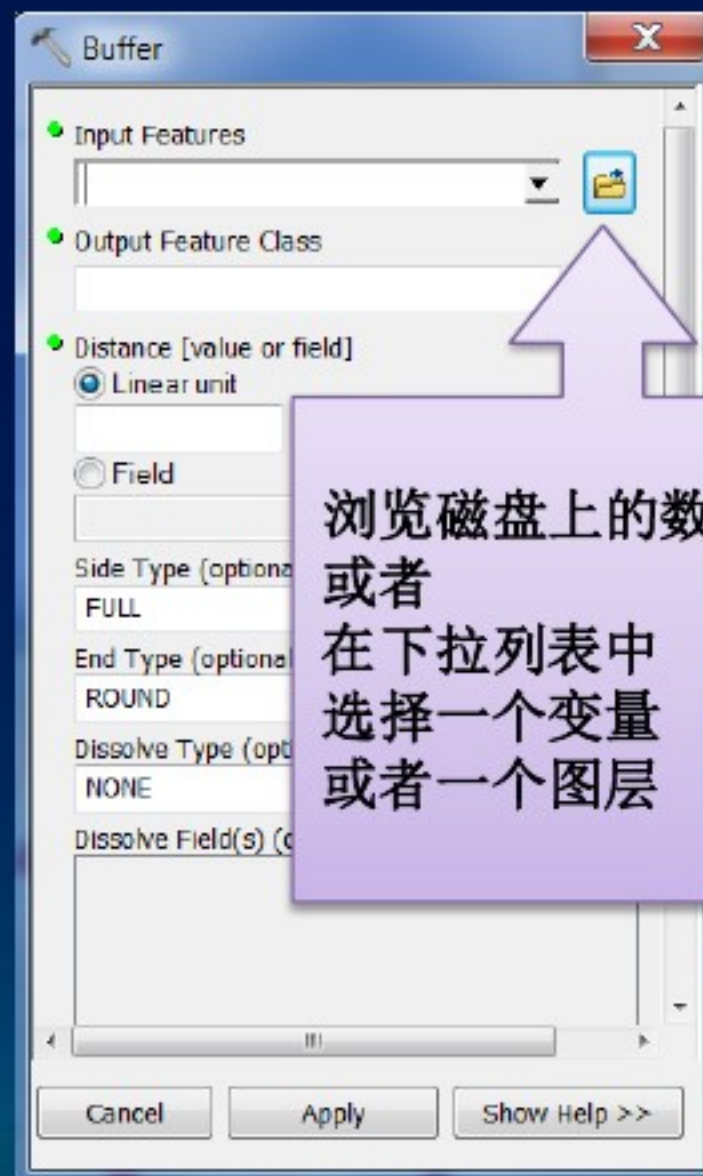 Buffer
Input Features
Output Feature Class
Distance [value or field]
Linear unit
Field
Side Type (optiona
FULL
End Type (optional
ROUND
Dissolve Type (opti
NONE
Dissolve Field(s) (o
浏览磁盘上的数
或者
在下拉列表中
选择一个变量
或者一个图层
Cancel
Apply
Show Help >>